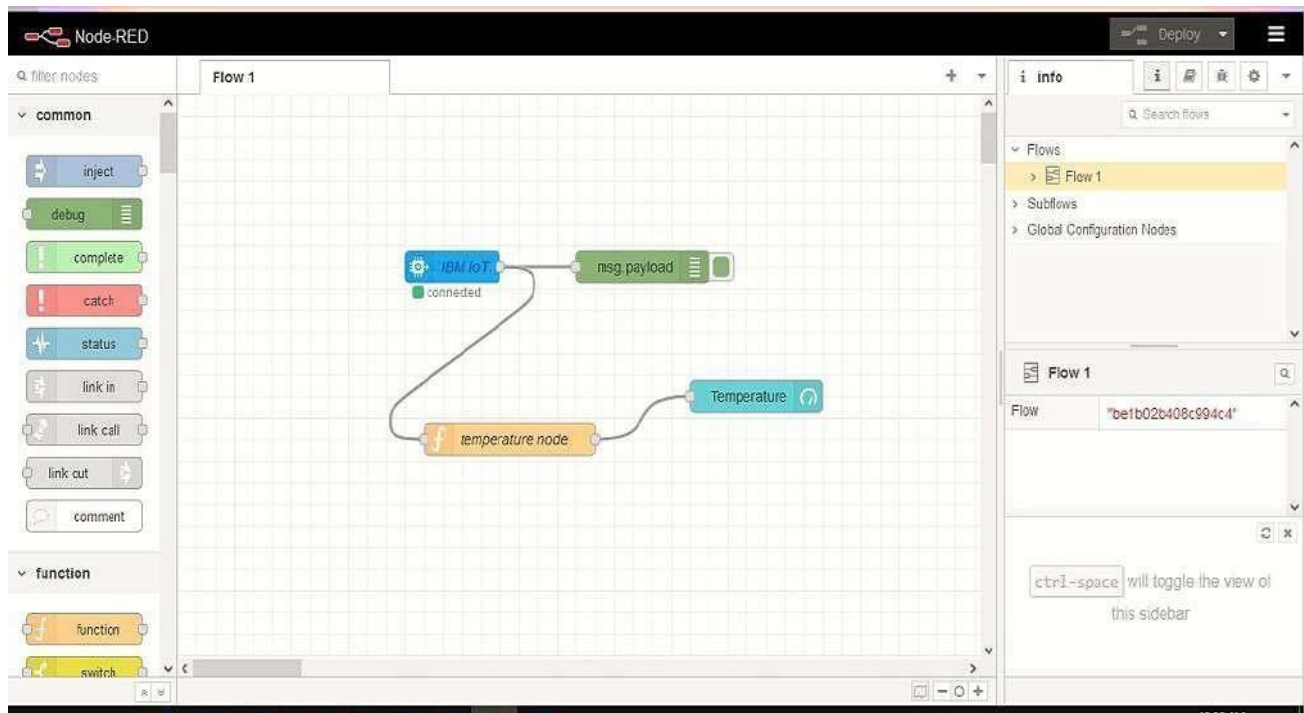 Node-RED
Deploy
filter nodes
Flow 1
i info
common
Search flows
Flows
Flow 1
Subflows
Global Configuration Nodes
inject
debug
complete
catch
status
link in
link call
link out
comment
function
function
switch
IBM IoT
connected
msg.payload
Temperature
temperature node
Flow 1
Flow
"be1b02b408c994c4"
ctrl-space will toggle the view of
this sidebar